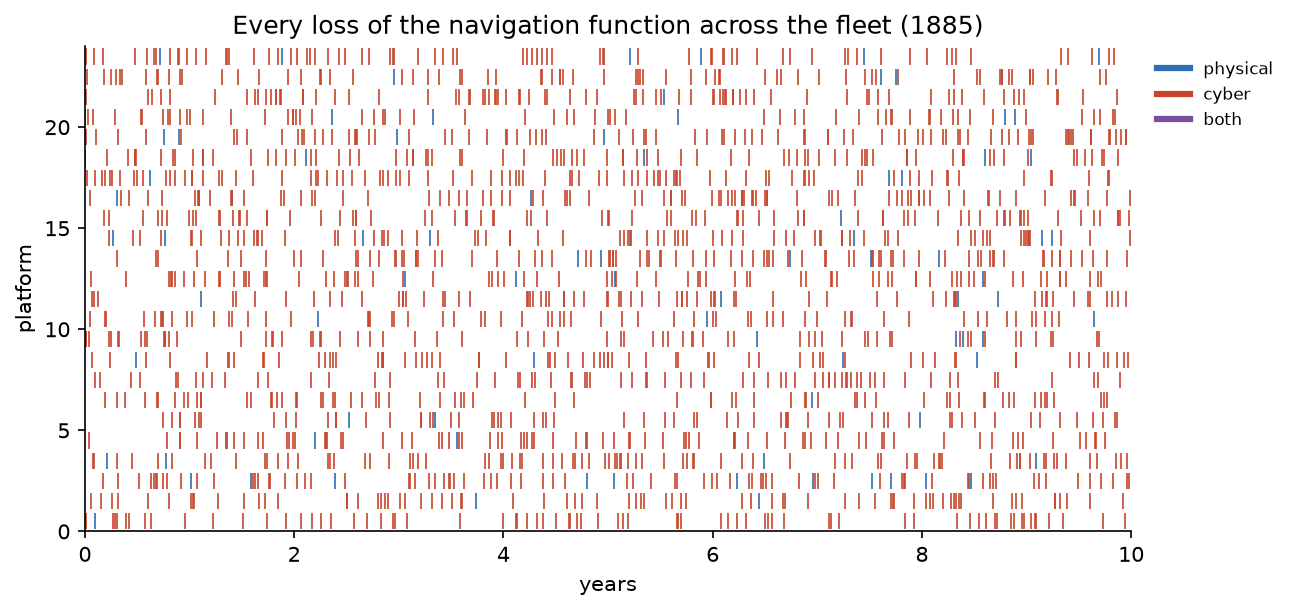 Every loss of the navigation function across the fleet (1885)
physical
cyber
both
platform
20
15
10
5
0
0 2 4 6 8 10
years